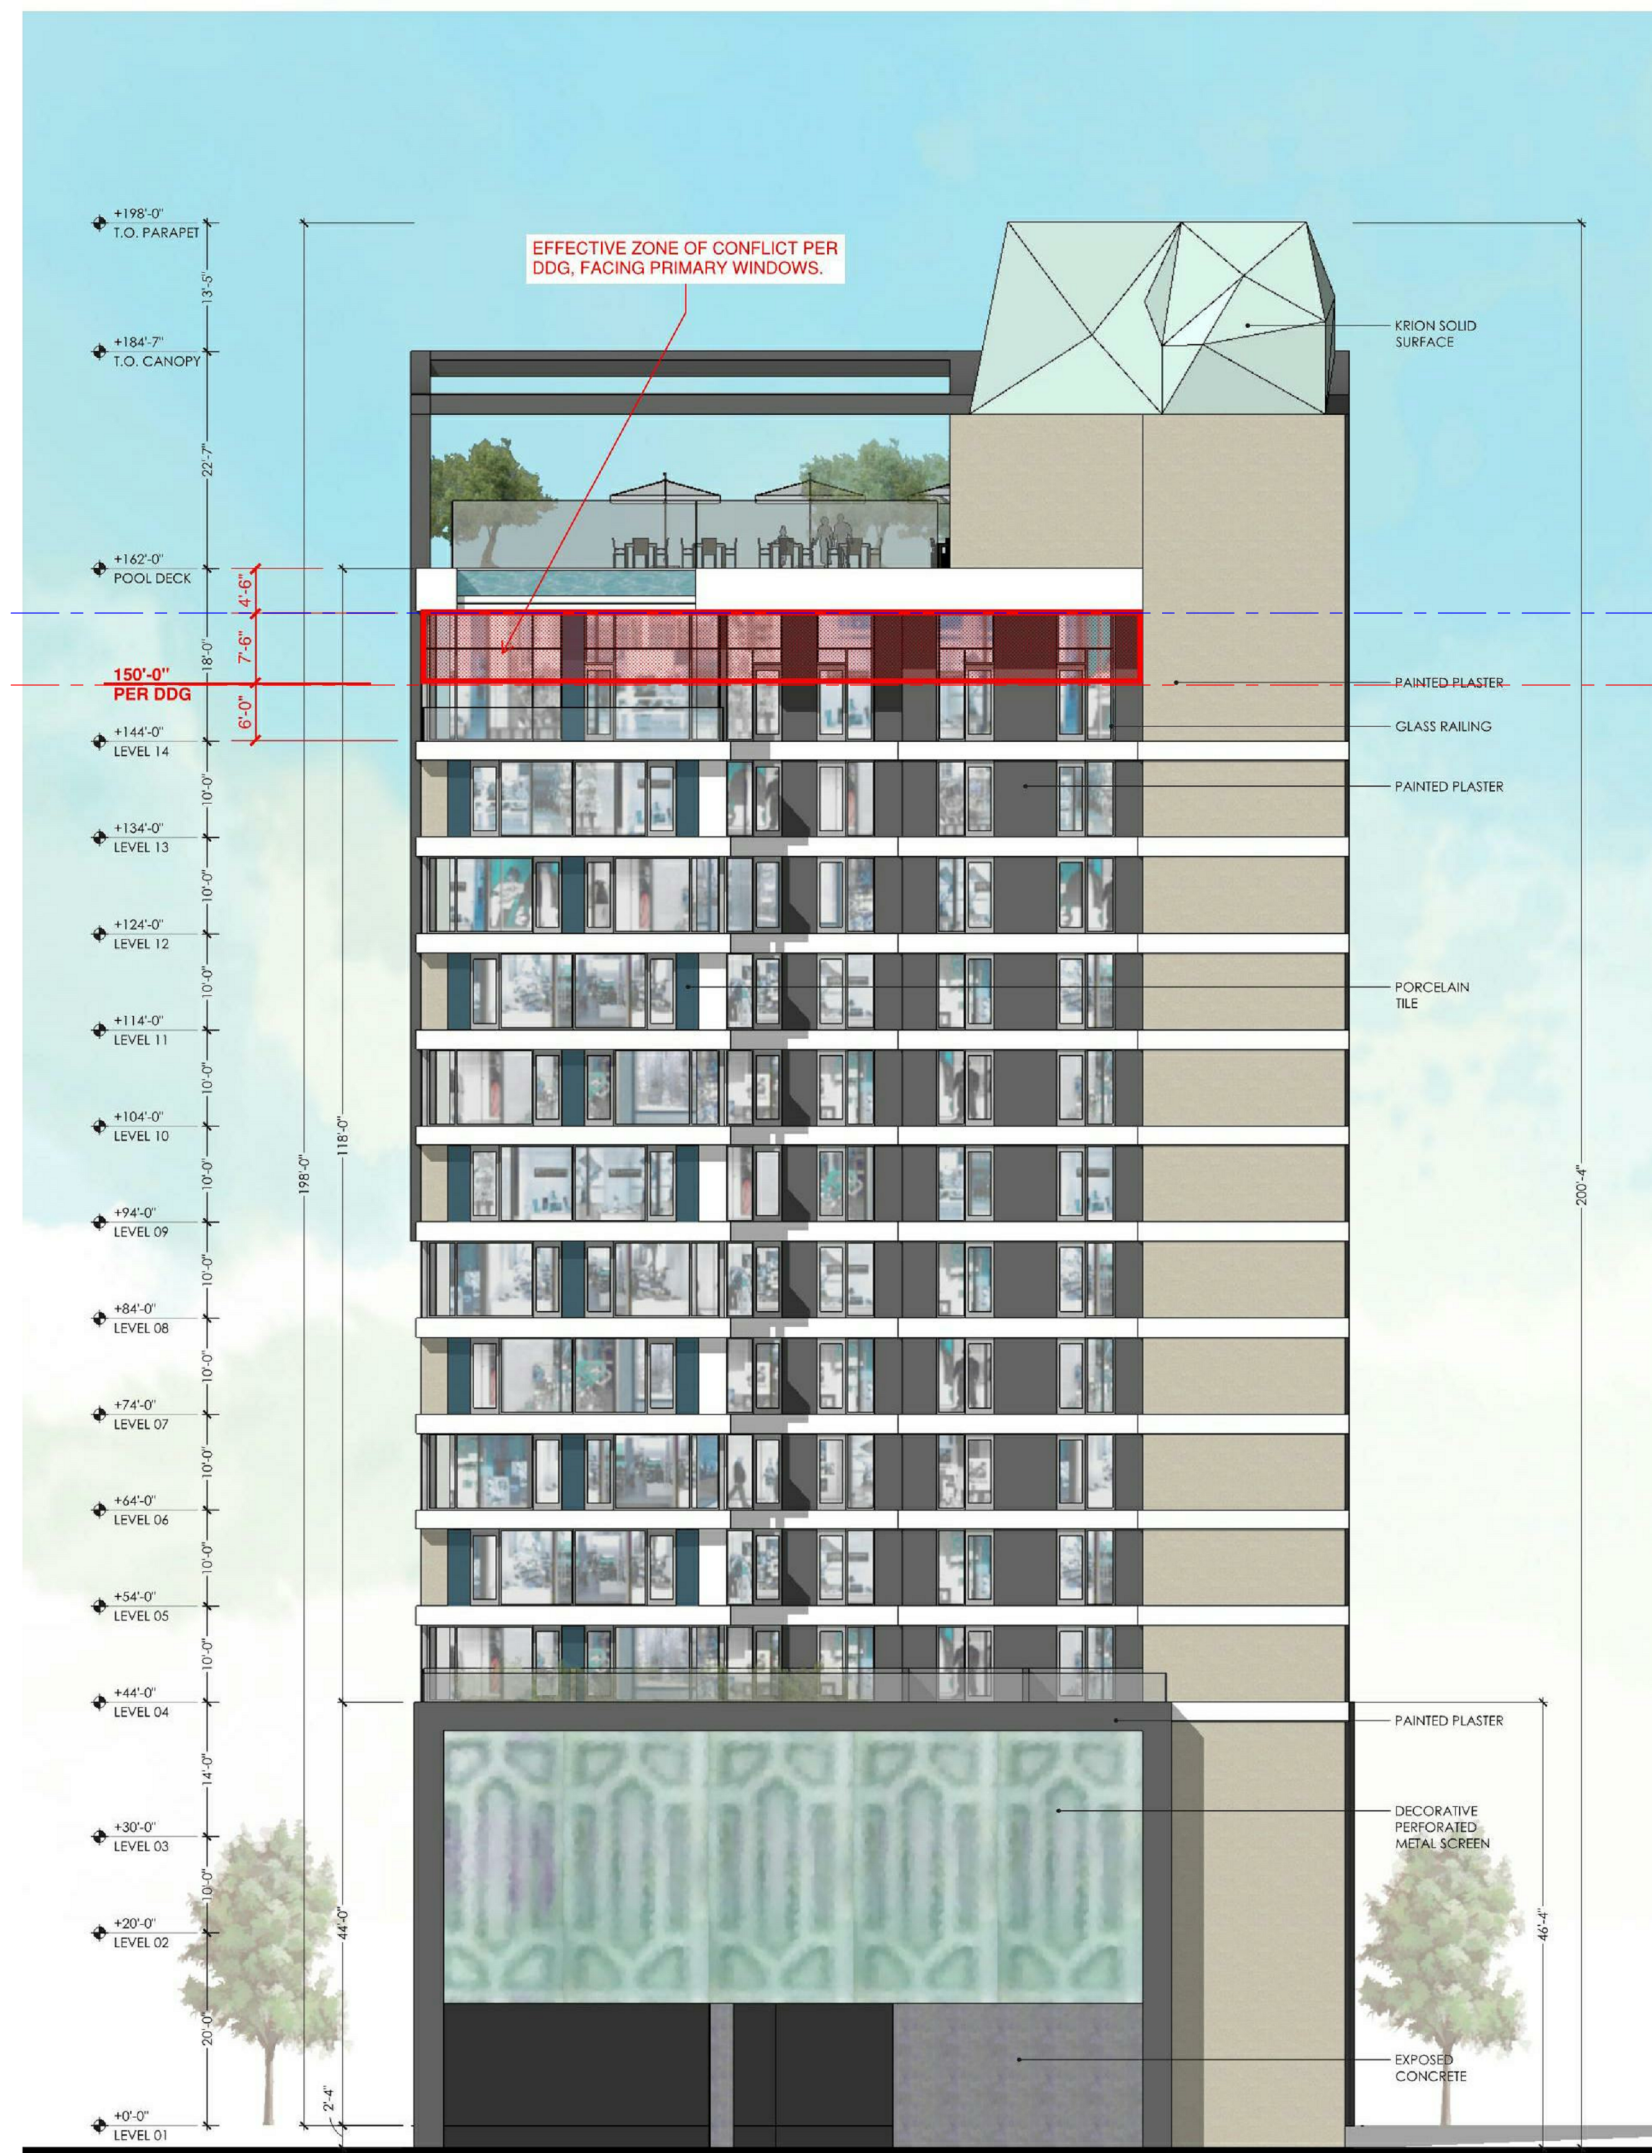 EFFECTIVE ZONE OF CONFLICT PER
DDG, FACING PRIMARY WINDOWS.
+198'-0"
T.O. PARAPET
13'-5"
+184'-7"
T.O. CANOPY
22'-7"
+162'-0"
POOL DECK
4'-6"
7'-6"
18'-0"
150'-0"
PER DDG
6'-0"
+144'-0"
LEVEL 14
10'-0"
+134'-0"
LEVEL 13
10'-0"
+124'-0"
LEVEL 12
10'-0"
+114'-0"
LEVEL 11
10'-0"
+104'-0"
LEVEL 10
10'-0"
+94'-0"
LEVEL 09
10'-0"
+84'-0"
LEVEL 08
10'-0"
+74'-0"
LEVEL 07
10'-0"
+64'-0"
LEVEL 06
10'-0"
+54'-0"
LEVEL 05
10'-0"
+44'-0"
LEVEL 04
14'-0"
+30'-0"
LEVEL 03
10'-0"
+20'-0"
LEVEL 02
20'-0"
+0'-0"
LEVEL 01
198'-0"
118'-0"
44'-0"
2'-4"
KRION SOLID
SURFACE
PAINTED PLASTER
GLASS RAILING
PAINTED PLASTER
PORCELAIN
TILE
PAINTED PLASTER
DECORATIVE
PERFORATED
METAL SCREEN
EXPOSED
CONCRETE
46'-4"
200'-4"